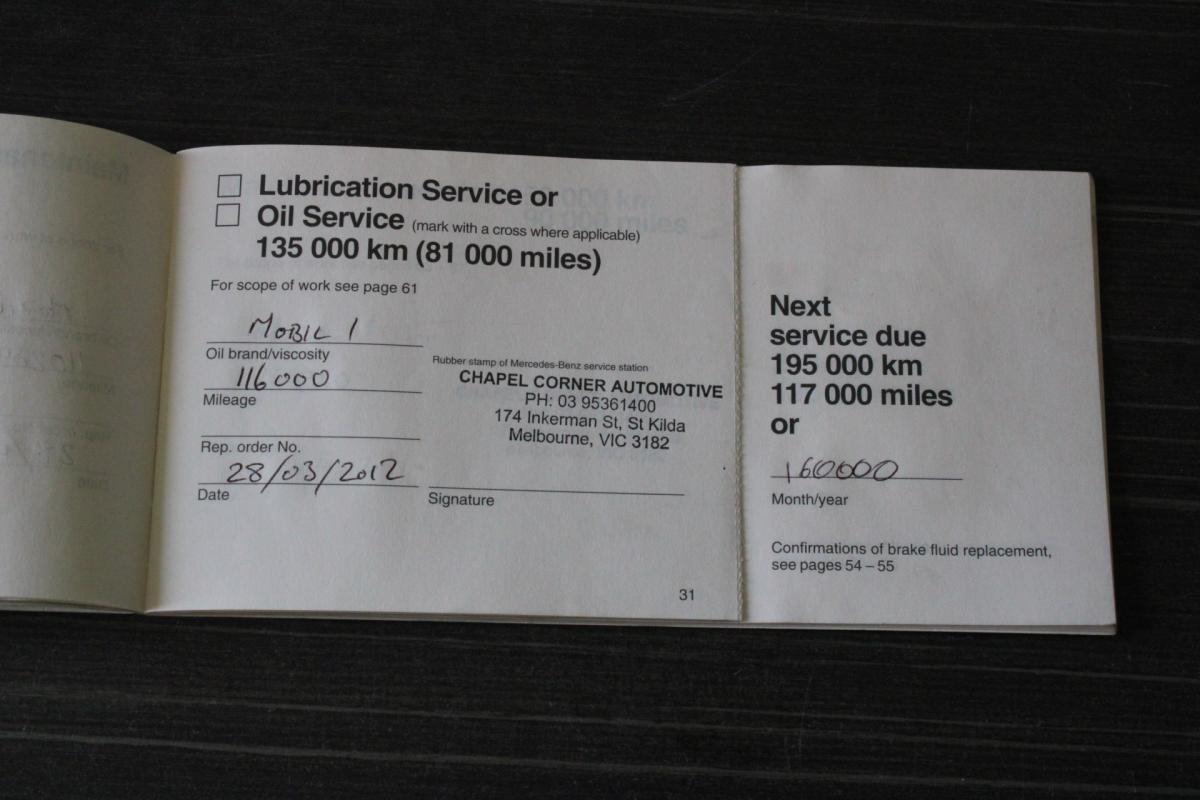 Lubrication Service or
Oil Service (mark with a cross where applicable)
135 000 km (81 000 miles)
For scope of work see page 61
MOBIL 1
Oil brand/viscosity
116000
Mileage
Rep. order No.
28/03/2012
Date
Rubber stamp of Mercedes-Benz service station
CHAPEL CORNER AUTOMOTIVE
PH: 03 95361400
174 Inkerman St, St Kilda
Melbourne, VIC 3182
Signature
31
Next
service due
195 000 km
117 000 miles
or
160000
Month/year
Confirmations of brake fluid replacement,
see pages 54 – 55